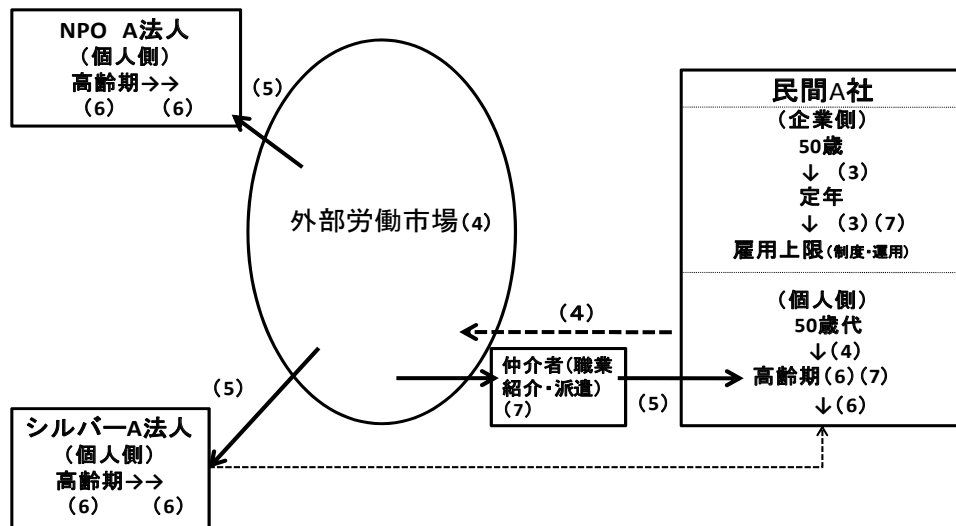 NPO A法人
(個人側)
高齢期→→
(6) (6)
(5)
外部労働市場(4)
民間A社
(企業側)
50歳
↓(3)
定年
↓(3)(7)
雇用上限(制度・運用)
(個人側)
50歳代
↓(4)
高齢期(6)(7)
↓(6)
(4)
仲介者(職業
紹介・派遣)
(7)
(5)
(5)
シルバーA法人
(個人側)
高齢期→→
(6) (6)